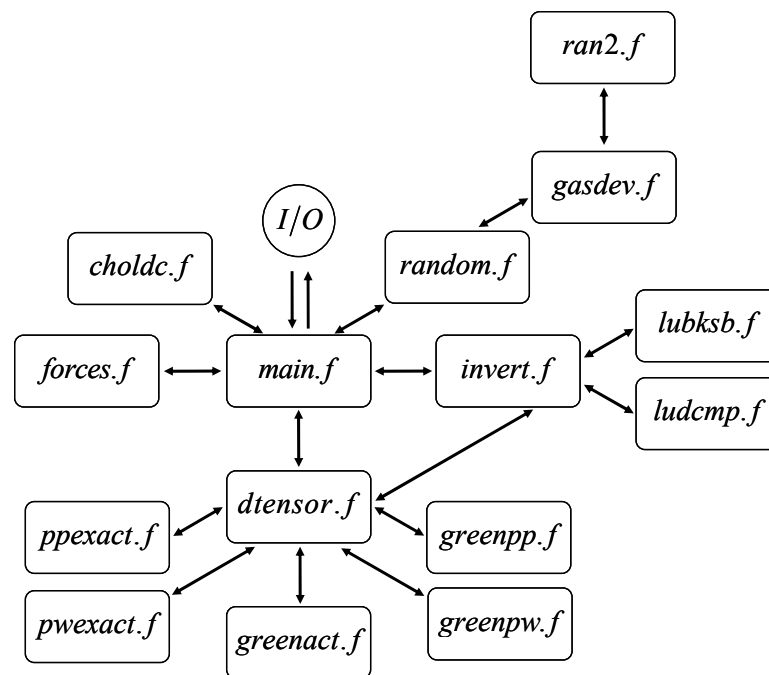 ran2.f
gasdev.f
I/O
choldc.f
random.f
lubksb.f
forces.f
main.f
invert.f
ludcmp.f
dtensor.f
ppexact.f
greenpp.f
pwexact.f
greenact.f
greenpw.f